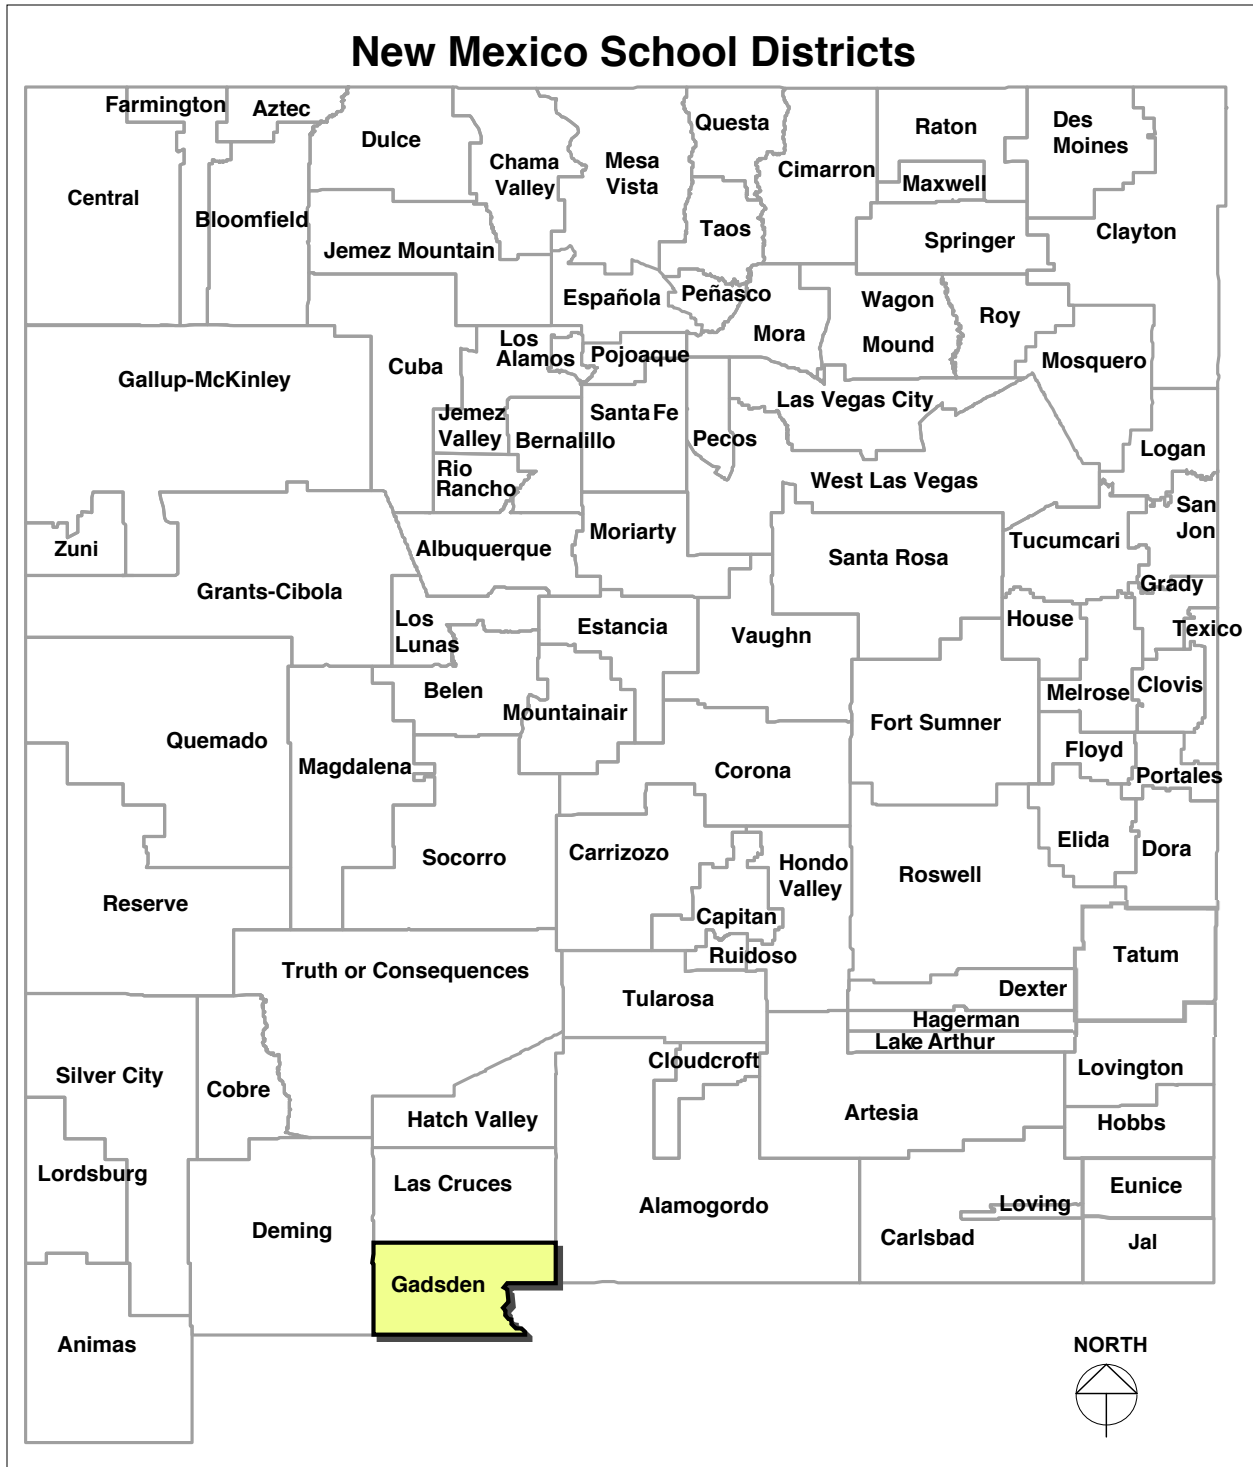 New Mexico School Districts
Farmington
Aztec
Dulce
Chama
Valley
Mesa
Vista
Questa
Cimarron
Raton
Maxwell
Des
Moines
Central
Bloomfield
Jemez Mountain
Taos
Springer
Clayton
Española
Peñasco
Mora
Wagon
Mound
Roy
Mosquero
Gallup-McKinley
Cuba
Los
Alamos
Pojoaque
Santa Fe
Las Vegas City
Jemez
Valley
Bernalillo
Pecos
Logan
Rio
Rancho
West Las Vegas
San
Jon
Zuni
Albuquerque
Moriarty
Santa Rosa
Tucumcari
Grady
Grants-Cibola
Los
Lunas
Estancia
Vaughn
House
Texico
Belen
Mountainair
Fort Sumner
Melrose
Clovis
Quemado
Magdalena
Corona
Floyd
Portales
Socorro
Carrizozo
Hondo
Valley
Roswell
Elida
Dora
Reserve
Capitan
Ruidoso
Tatum
Truth or Consequences
Tularosa
Dexter
Hagerman
Lake Arthur
Silver City
Cobre
Cloudcroft
Lovington
Hatch Valley
Artesia
Hobbs
Lordsburg
Las Cruces
Alamogordo
Loving
Eunice
Deming
Carlsbad
Jal
Gadsden
Animas
NORTH